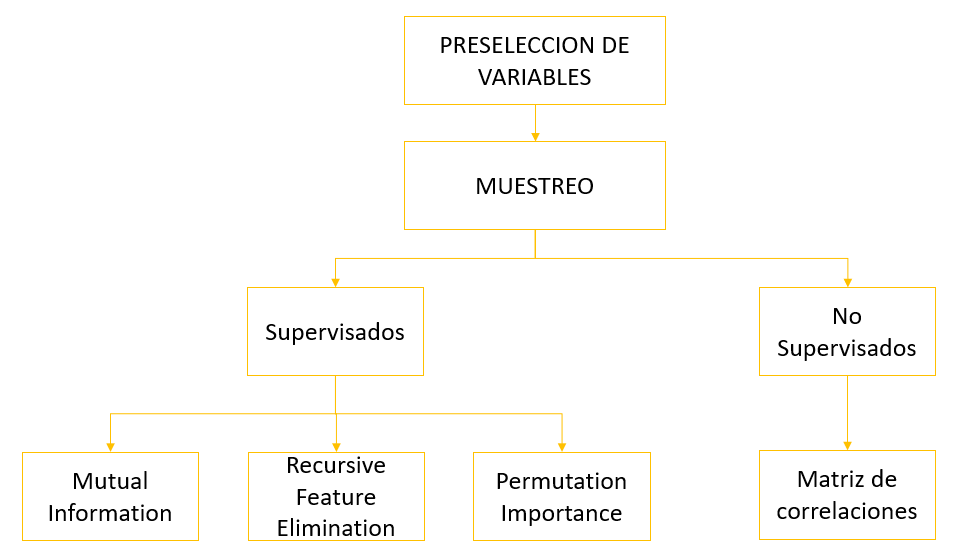 PRESELECCION DE
VARIABLES
MUESTREO
Supervisados
No
Supervisados
Mutual
Information
Recursive
Feature
Elimination
Permutation
Importance
Matriz de
correlaciones